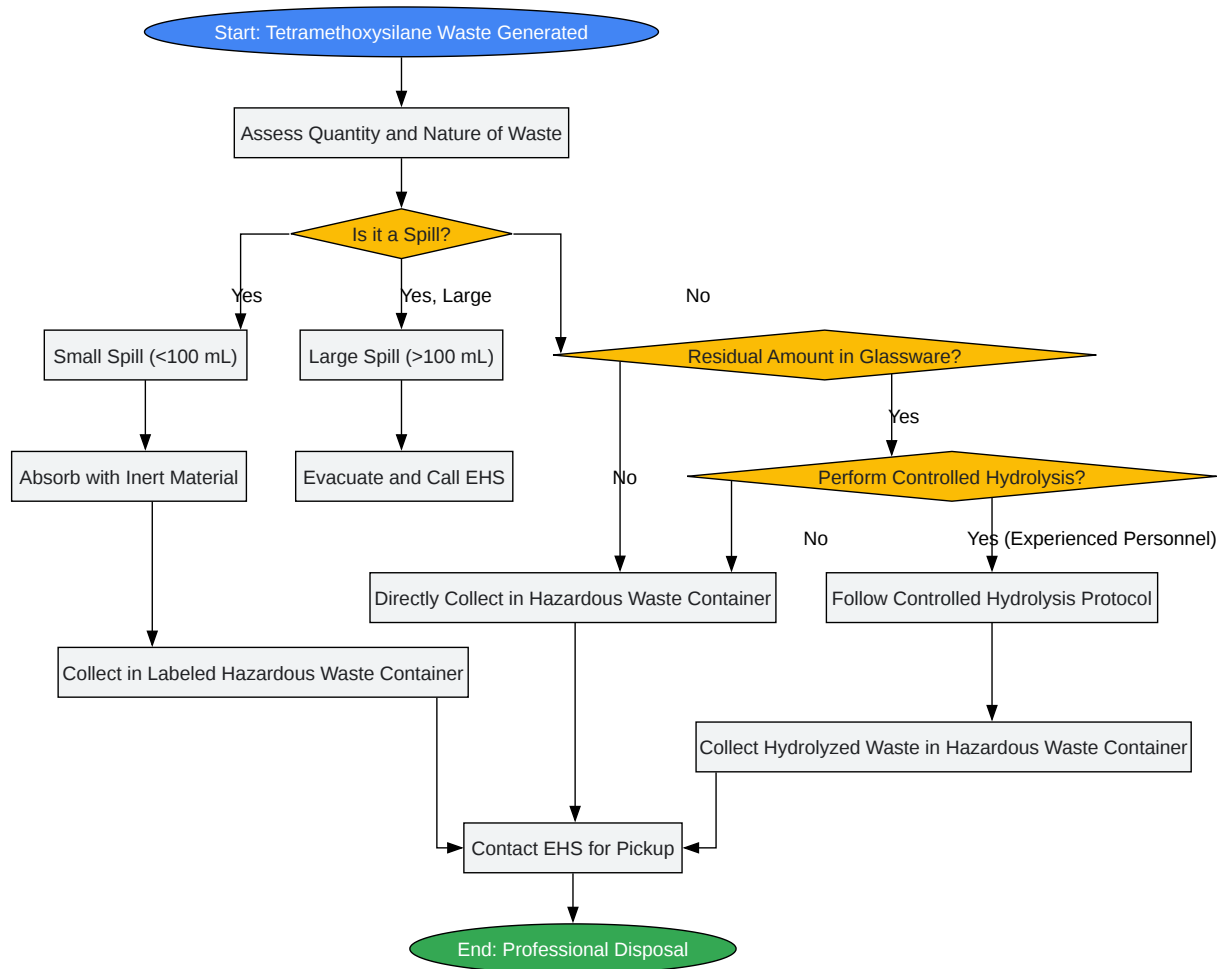 Start: Tetramethoxysilane Waste Generated
Assess Quantity and Nature of Waste
Is it a Spill?
Yes
Yes, Large
No
Small Spill (<100 mL)
Large Spill (>100 mL)
Residual Amount in Glassware?
Yes
Absorb with Inert Material
Evacuate and Call EHS
No
Perform Controlled Hydrolysis?
No
Yes (Experienced Personnel)
Directly Collect in Hazardous Waste Container
Follow Controlled Hydrolysis Protocol
Collect in Labeled Hazardous Waste Container
Collect Hydrolyzed Waste in Hazardous Waste Container
Contact EHS for Pickup
End: Professional Disposal